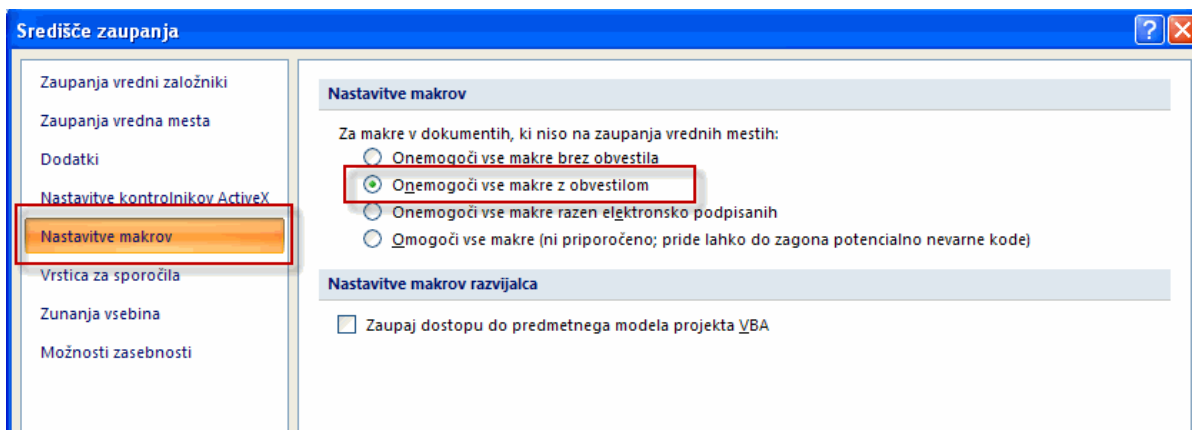 Središče zaupanja
Zaupanja vredni založniki
Zaupanja vredna mesta
Dodatki
Nastavitve kontrolnikov ActiveX
Nastavitve makrov
Vrstica za sporočila
Zunanja vsebina
Možnosti zasebnosti
Nastavitve makrov
Za makre v dokumentih, ki niso na zaupanja vrednih mestih:
Onemogoči vse makre brez obvestila
Onemogoči vse makre z obvestilom
Onemogoči vse makre razen elektronsko podpisanih
Omogoči vse makre (ni priporočeno; pride lahko do zagona potencialno nevarne kode)
Nastavitve makrov razvijalca
Zaupaj dostopu do predmetnega modela projekta VBA